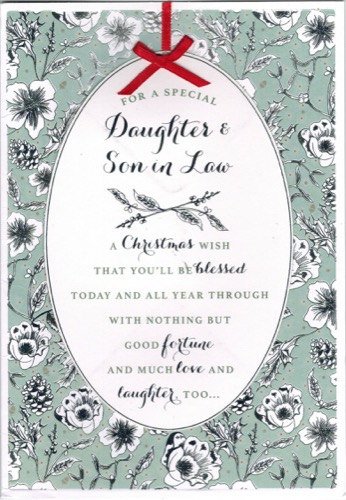 FOR A SPECIAL
Daughter &
Son in Law
A Christmas WISH
THAT YOU'LL BE blessed
TODAY AND ALL YEAR THROUGH
WITH NOTHING BUT
GOOD fortune
AND MUCH love AND
laughter, TOO...